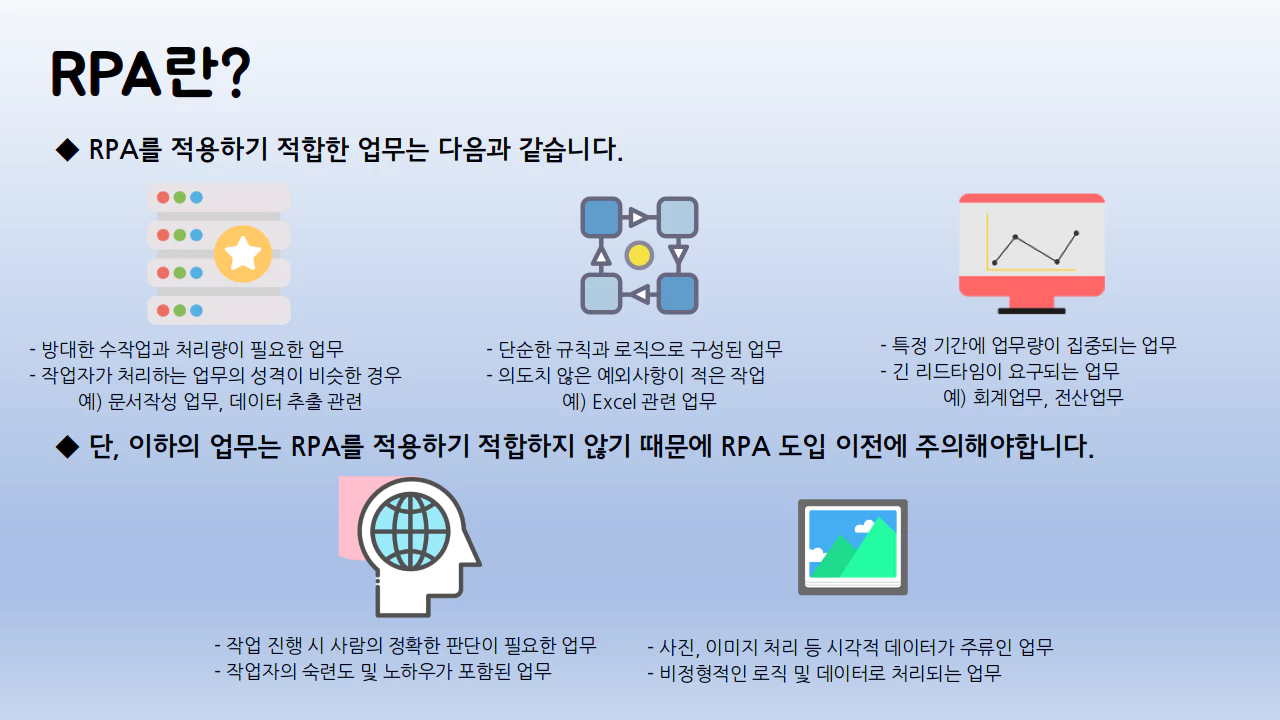 RPA란?
◆ RPA를 적용하기 적합한 업무는 다음과 같습니다.
- 방대한 수작업과 처리량이 필요한 업무
- 작업자가 처리하는 업무의 성격이 비슷한 경우
예) 문서작성 업무, 데이터 추출 관련
- 단순한 규칙과 로직으로 구성된 업무
- 의도치 않은 예외사항이 적은 작업
예) Excel 관련 업무
- 특정 기간에 업무량이 집중되는 업무
- 긴 리드타임이 요구되는 업무
예) 회계업무, 전산업무
◆ 단, 이하의 업무는 RPA를 적용하기 적합하지 않기 때문에 RPA 도입 이전에 주의해야합니다.
- 작업 진행 시 사람의 정확한 판단이 필요한 업무
- 작업자의 숙련도 및 노하우가 포함된 업무
- 사진, 이미지 처리 등 시각적 데이터가 주류인 업무
- 비정형적인 로직 및 데이터로 처리되는 업무